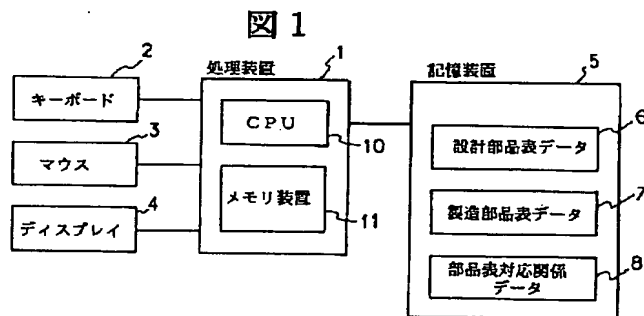 図1
2
キーボード
3
マウス
4
ディスプレイ
処理装置
1
CPU
10
メモリ装置
11
記憶装置
5
設計部品表データ
6
製造部品表データ
7
部品表対応関係
データ
8